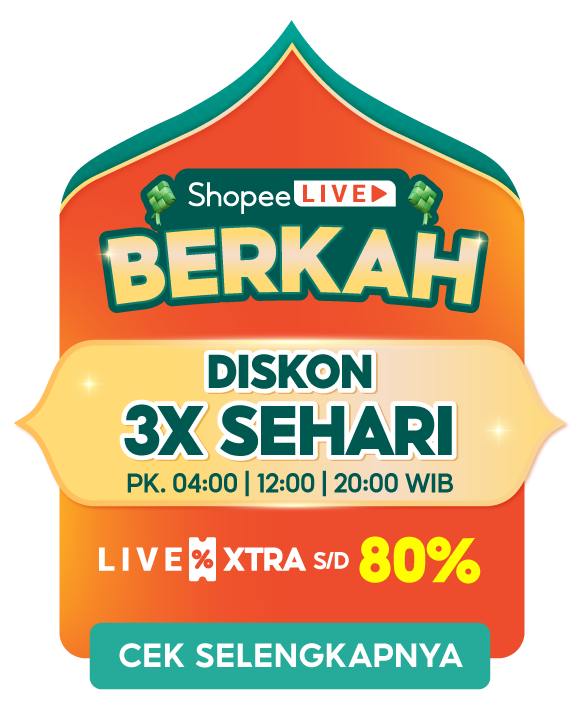 Shopee LIVE
BERKAH
DISKON
3X SEHARI
PK. 04:00 | 12:00 | 20:00 WIB
LIVE % XTRA S/D 80%
CEK SELENGKAPNYA